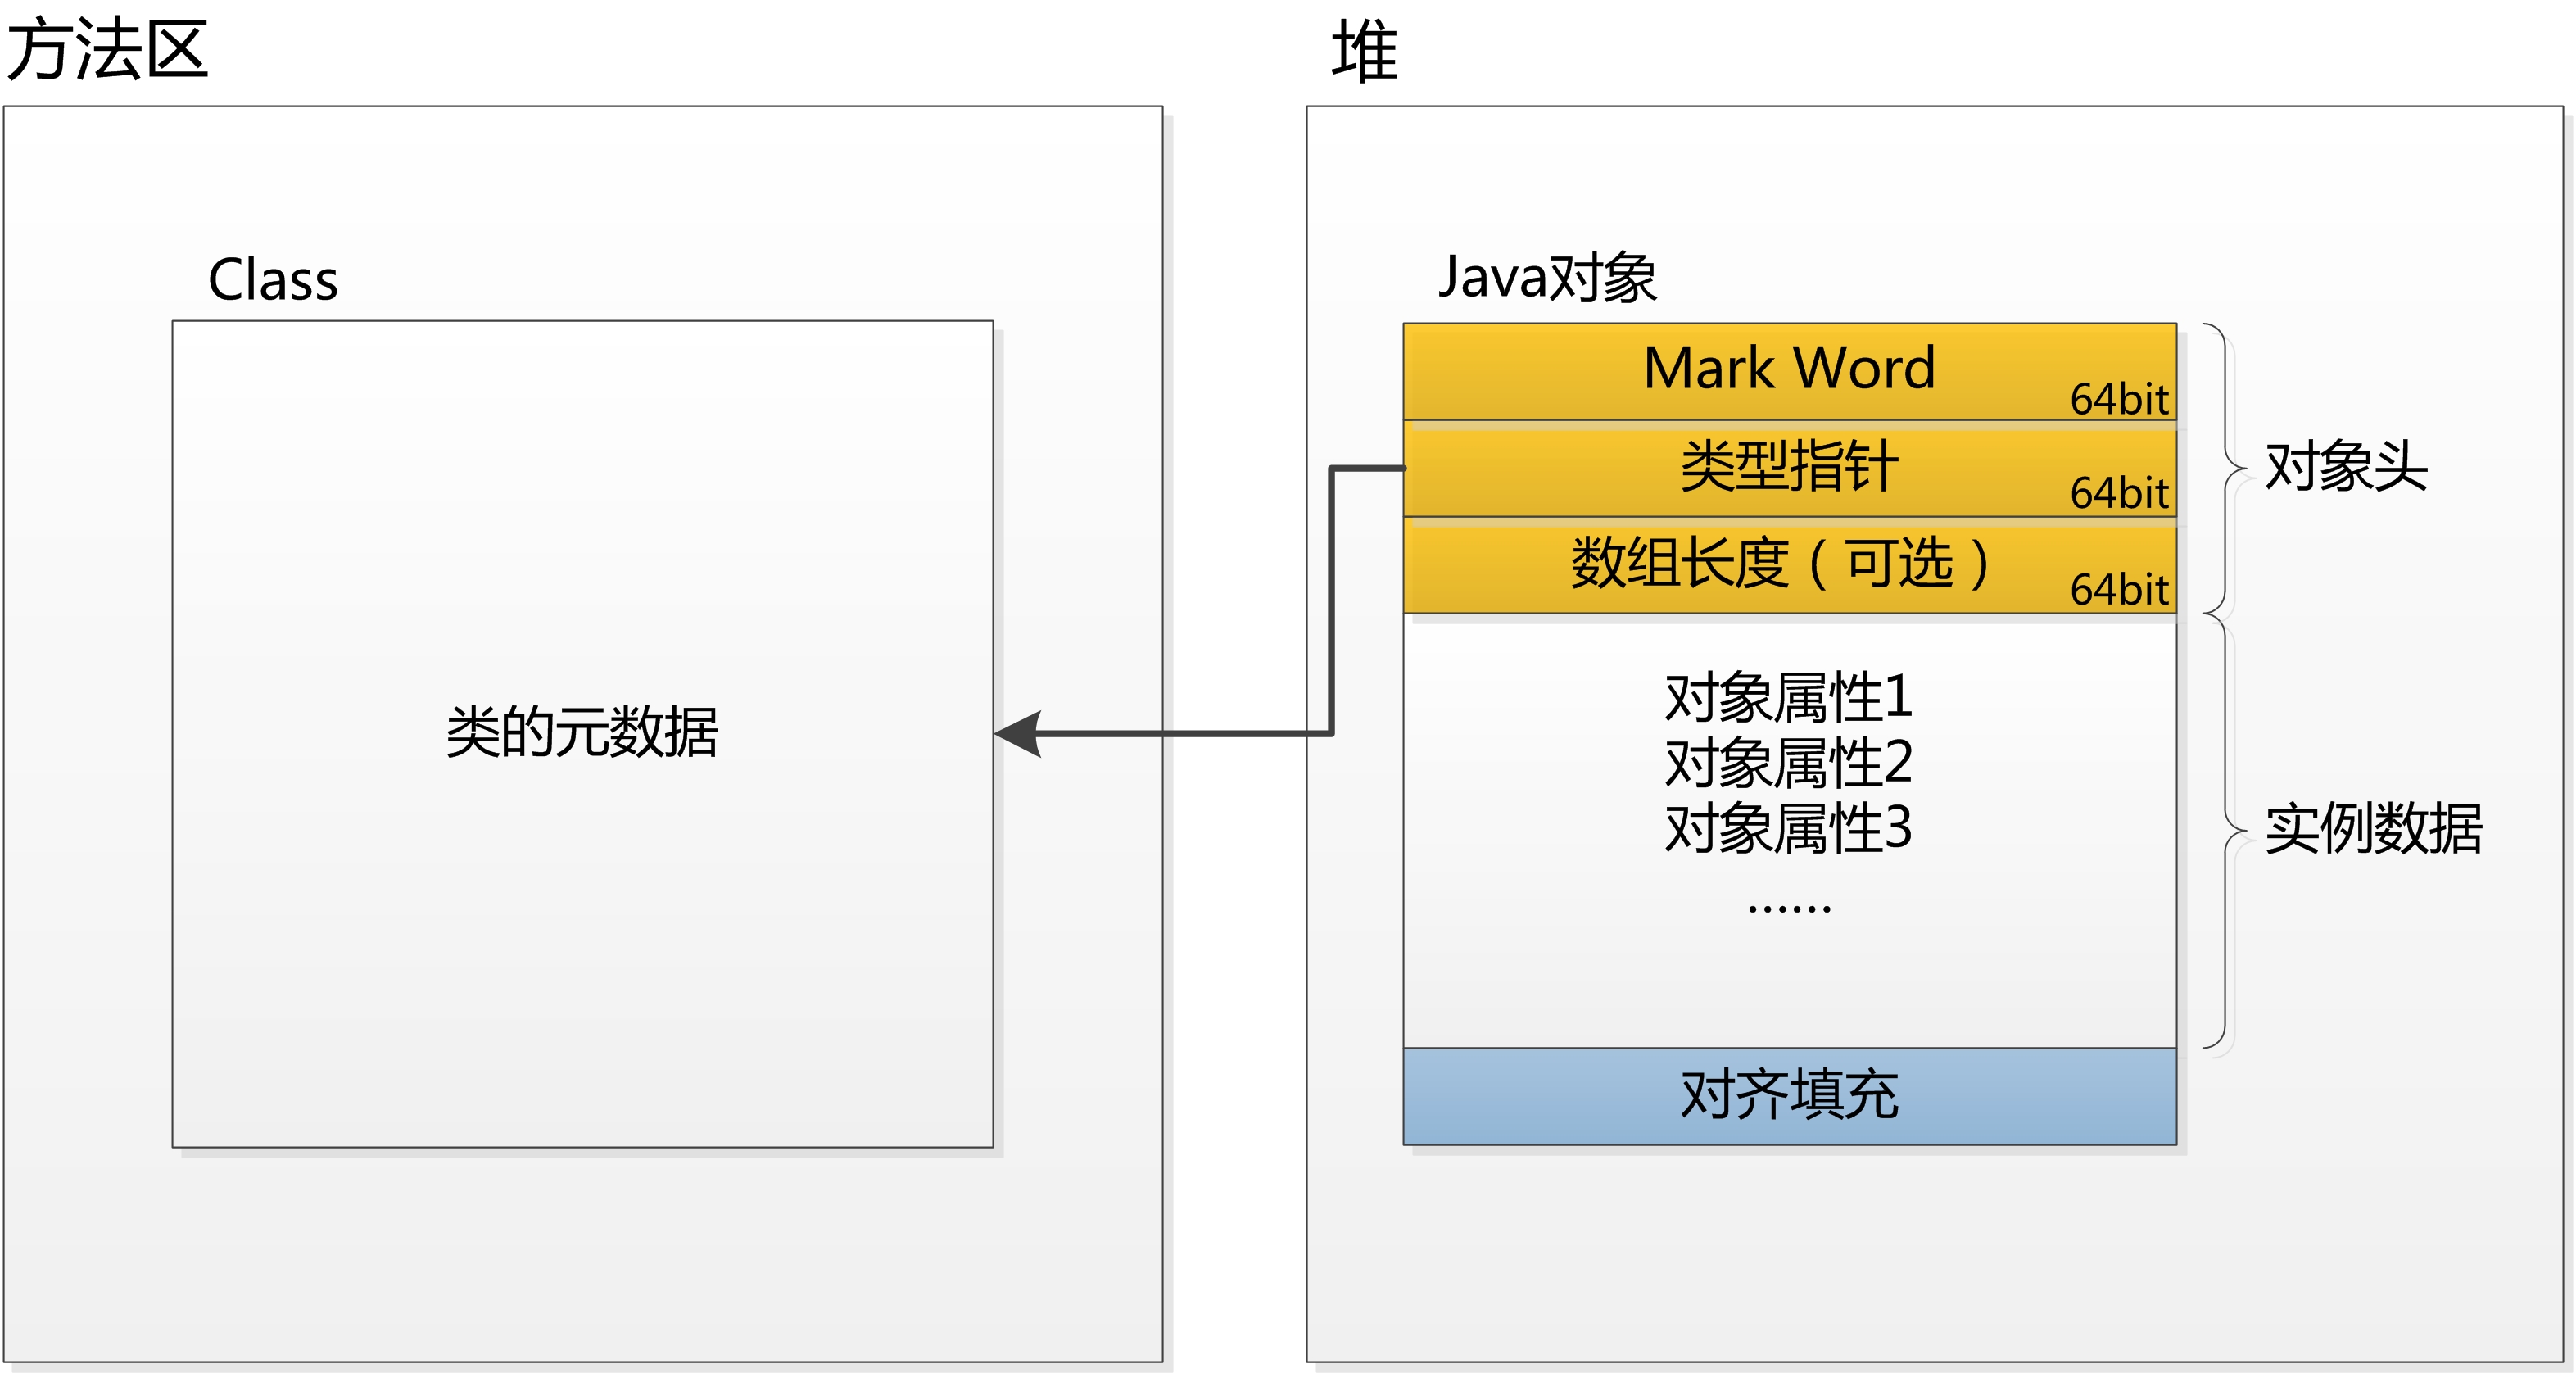 方法区
Class
类的元数据
堆
Java对象
Mark Word
64bit
类型指针
64bit
数组长度（可选）
64bit
对象头
对象属性1
对象属性2
对象属性3
......
实例数据
对齐填充